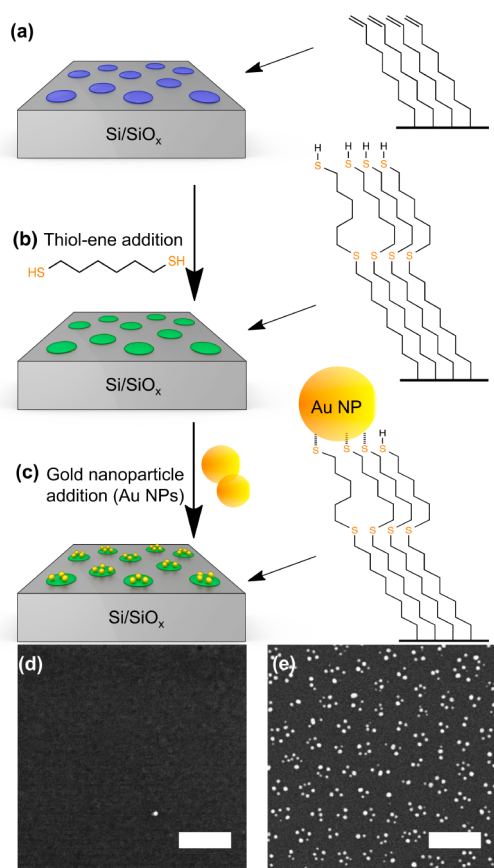 (a)
Si/SiOx
H H H H
S S S S
(b) Thiol-ene addition
HS SH
S S S S
Si/SiOx
Au NP
H
S S S S
(c) Gold nanoparticle
addition (Au NPs)
S S S S
Si/SiOx
(d) (e)